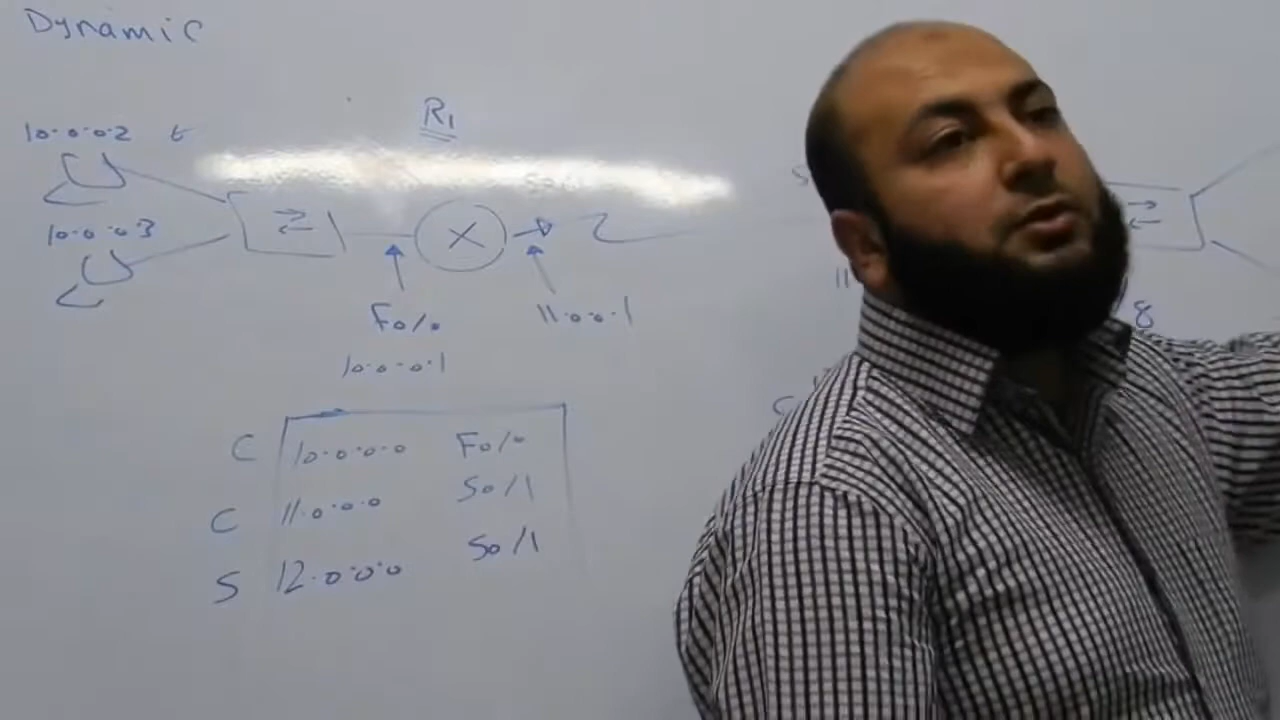 Dynamic
R1
10.0.0.2
10.0.0.3
F0/0
11.0.0.1
10.0.0.1
8
C 10.0.0.0 F0/0
C 11.0.0.0 S0/1
S 12.0.0.0 S0/1